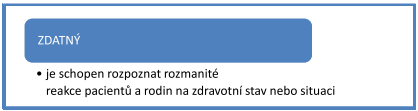 ZDATNÝ
• je schopen rozpoznat rozmanité
reakce pacientů a rodin na zdravotní stav nebo situaci